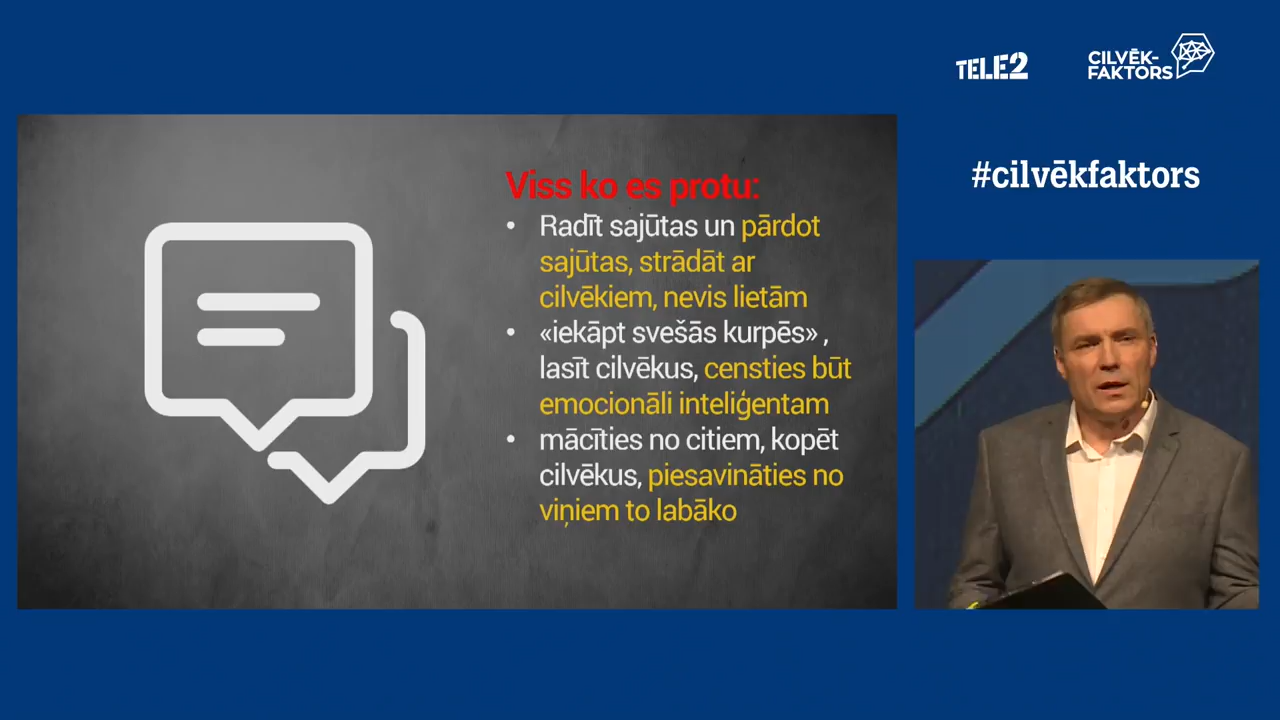 TELE2
CILVĒK-
FAKTORS
#cilvēkfaktors
Viss ko es protu:
• Radīt sajūtas un pārdot
sajūtas, strādāt ar
cilvēkiem, nevis lietām
• «iekāpt svešās kurpēs» ,
lasīt cilvēkus, censties būt
emocionāli inteliģentam
• mācīties no citiem, kopēt
cilvēkus, piesavināties no
viņiem to labāko